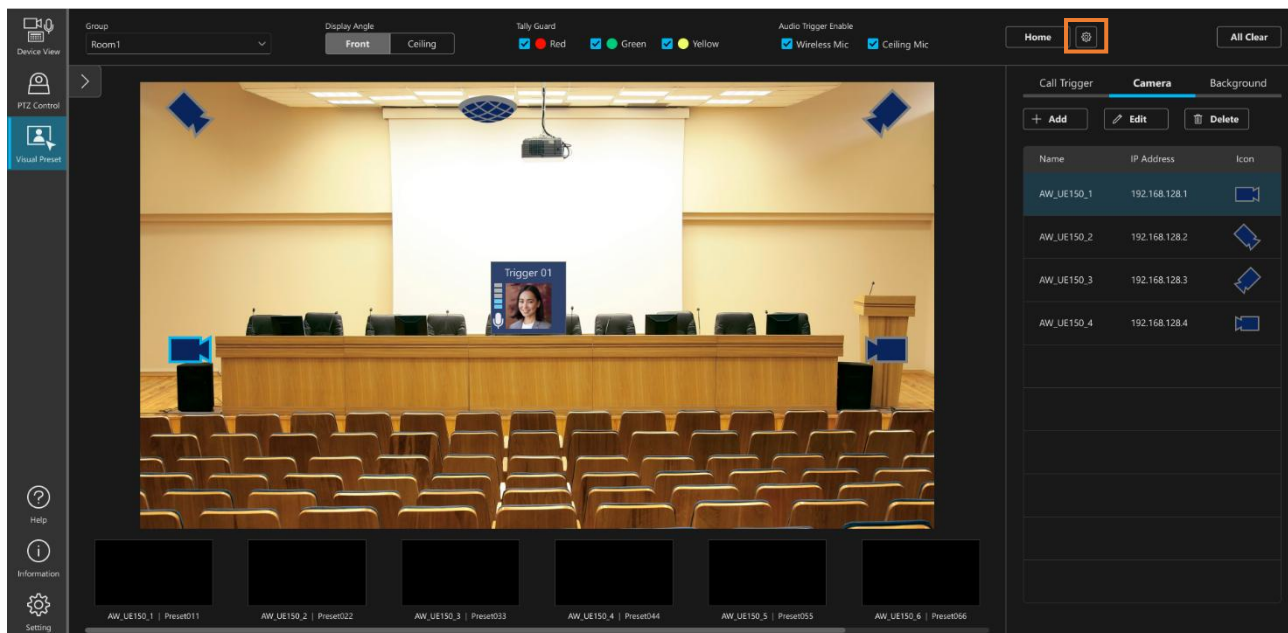 Device View
PTZ Control
Visual Preset
Help
Information
Setting
Group
Room1
Display Angle
Front Ceiling
Tally Guard
Red Green Yellow
Audio Trigger Enable
Wireless Mic Ceiling Mic
Home
All Clear
Trigger 01
AW_UE150_1 | Preset011
AW_UE150_2 | Preset022
AW_UE150_3 | Preset033
AW_UE150_4 | Preset044
AW_UE150_5 | Preset055
AW_UE150_6 | Preset066
Call Trigger Camera Background
+ Add Edit Delete
Name IP Address Icon
AW_UE150_1 192.168.128.1
AW_UE150_2 192.168.128.2
AW_UE150_3 192.168.128.3
AW_UE150_4 192.168.128.4